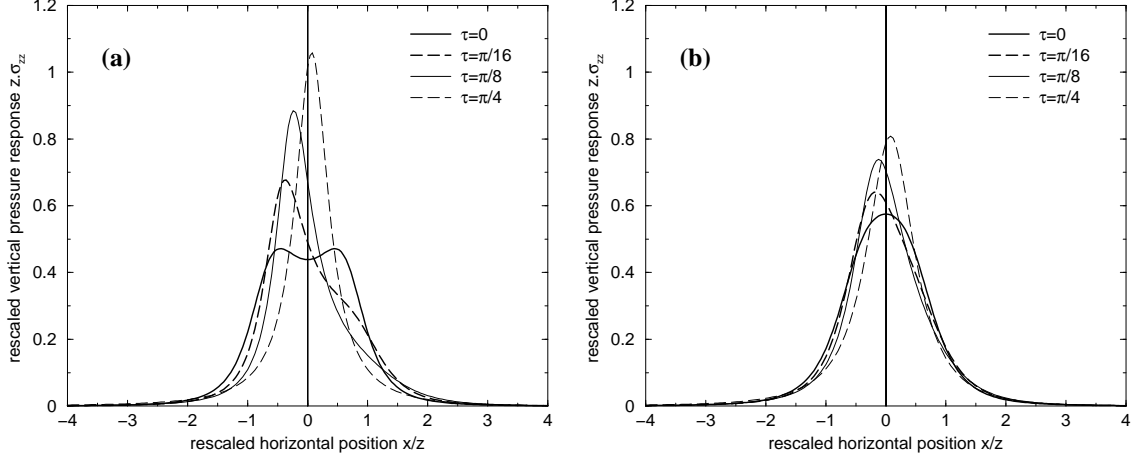 (a)
τ=0
τ=π/16
τ=π/8
τ=π/4
rescaled vertical pressure response z.σzz
1.2
1
0.8
0.6
0.4
0.2
0
−4 −3 −2 −1 0 1 2 3 4
rescaled horizontal position x/z
(b)
τ=0
τ=π/16
τ=π/8
τ=π/4
rescaled vertical pressure response z.σzz
1.2
1
0.8
0.6
0.4
0.2
0
−4 −3 −2 −1 0 1 2 3 4
rescaled horizontal position x/z